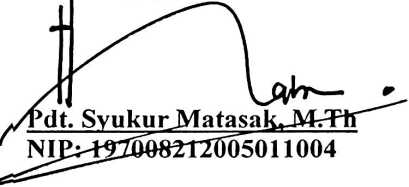 Pdt. Syukur Matasak, M.Th
NIP: 197008212005011004